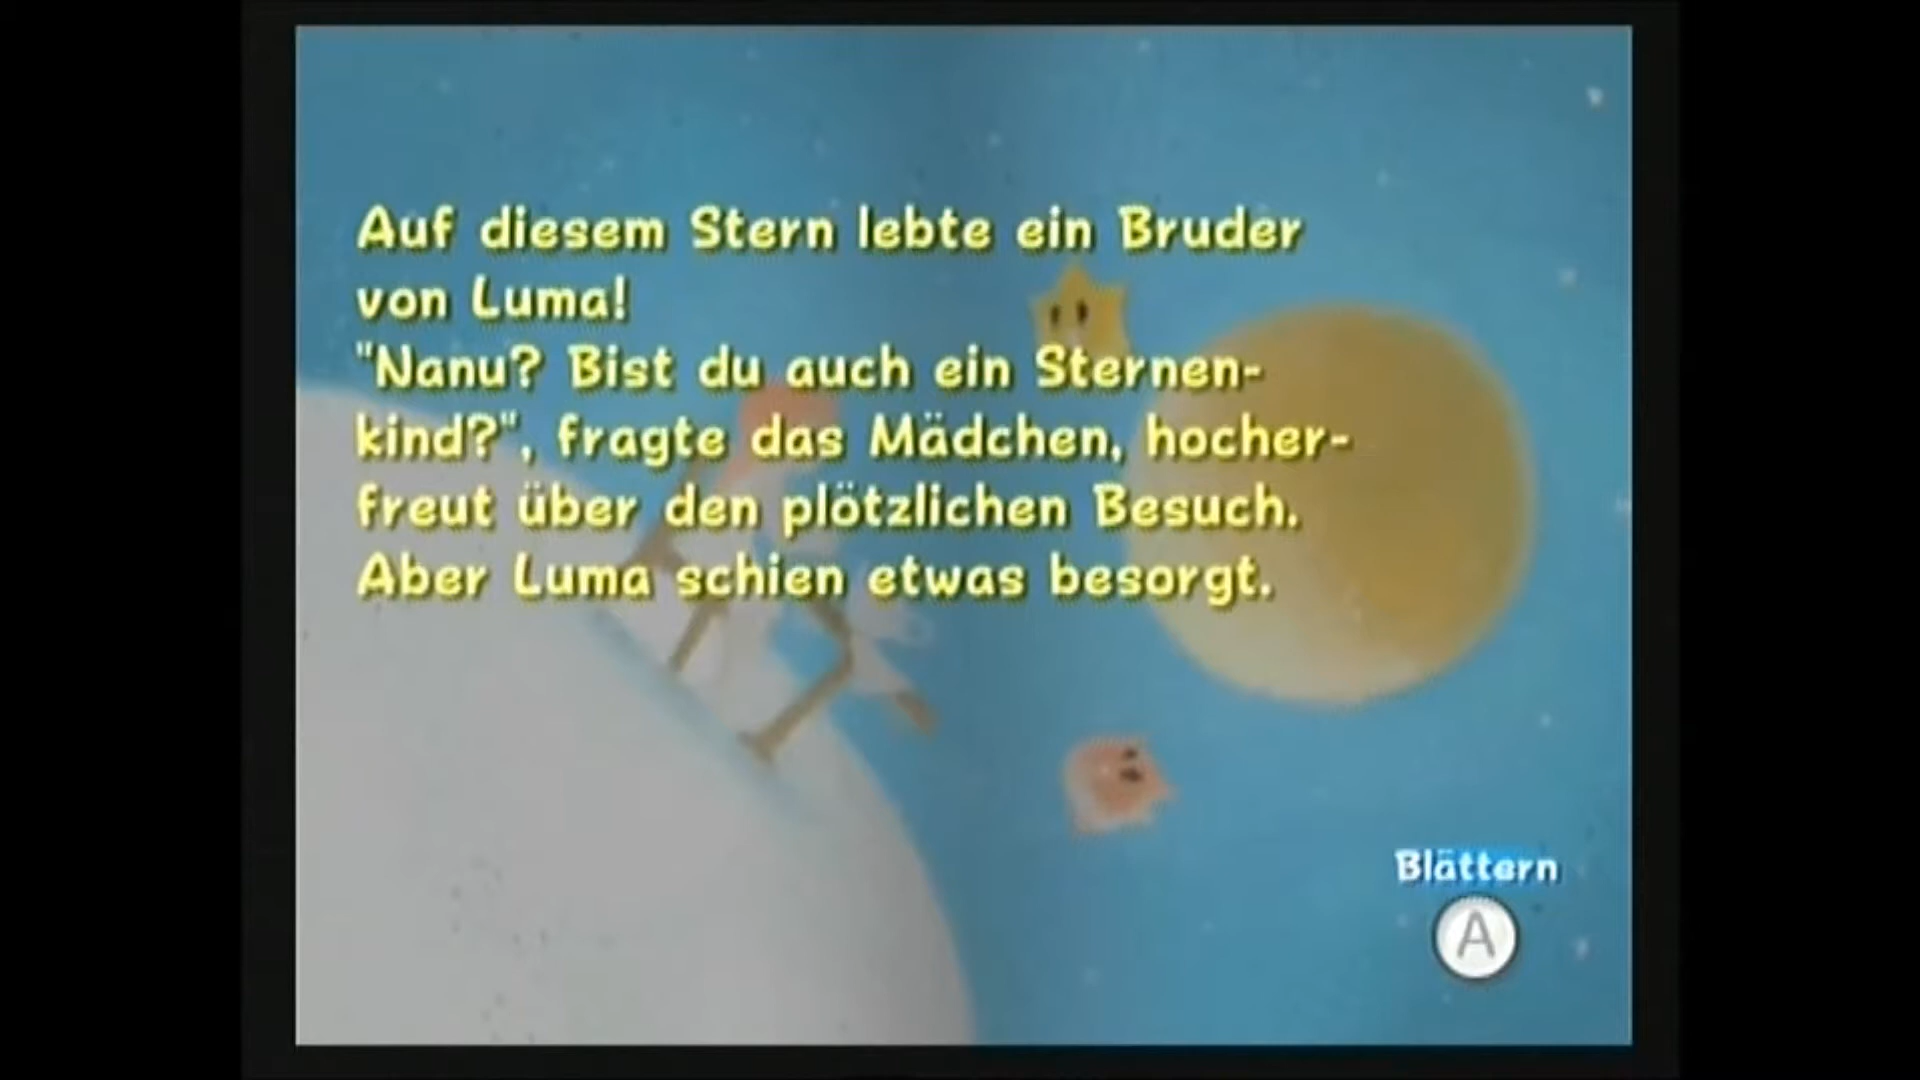 Auf diesem Stern lebte ein Bruder
von Luma!
"Nanu? Bist du auch ein Sternen-
kind?", fragte das Mädchen, hocher-
freut über den plötzlichen Besuch.
Aber Luma schien etwas besorgt.
Blättern
A